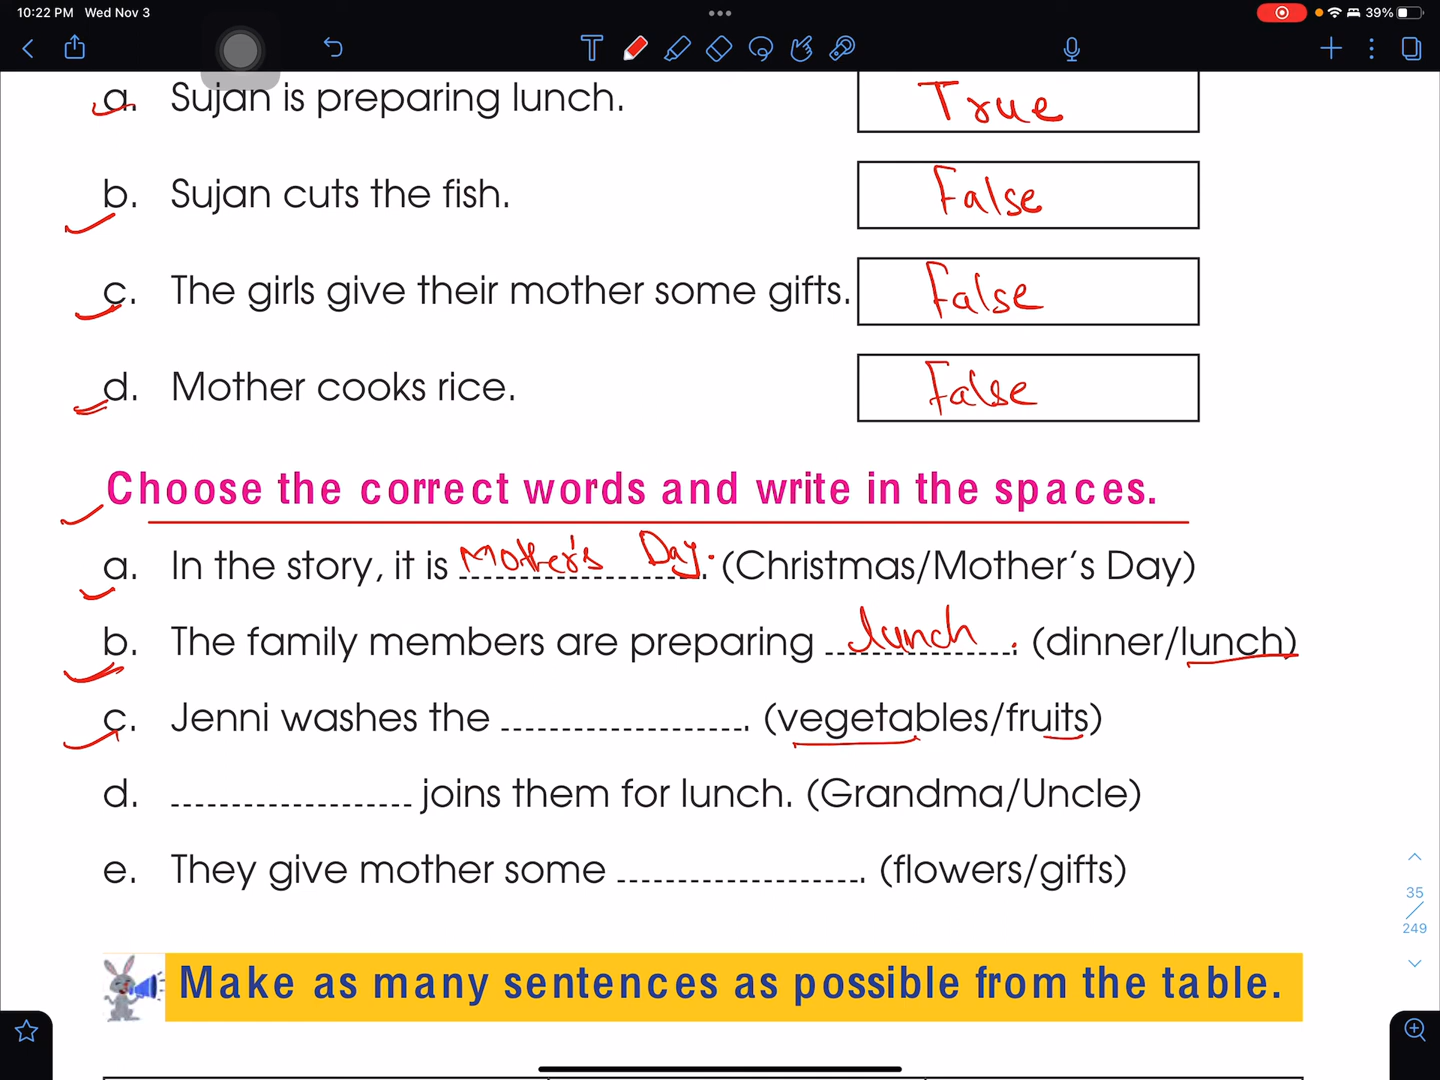 10:22 PM Wed Nov 3 39%
a. Sujan is preparing lunch. True
b. Sujan cuts the fish. False
c. The girls give their mother some gifts. False
d. Mother cooks rice. False
Choose the correct words and write in the spaces.
a. In the story, it is Mother's Day. (Christmas/Mother's Day)
b. The family members are preparing lunch. (dinner/lunch)
c. Jenni washes the ....................... (vegetables/fruits)
d. ....................... joins them for lunch. (Grandma/Uncle)
e. They give mother some ....................... (flowers/gifts)
35
249
Make as many sentences as possible from the table.